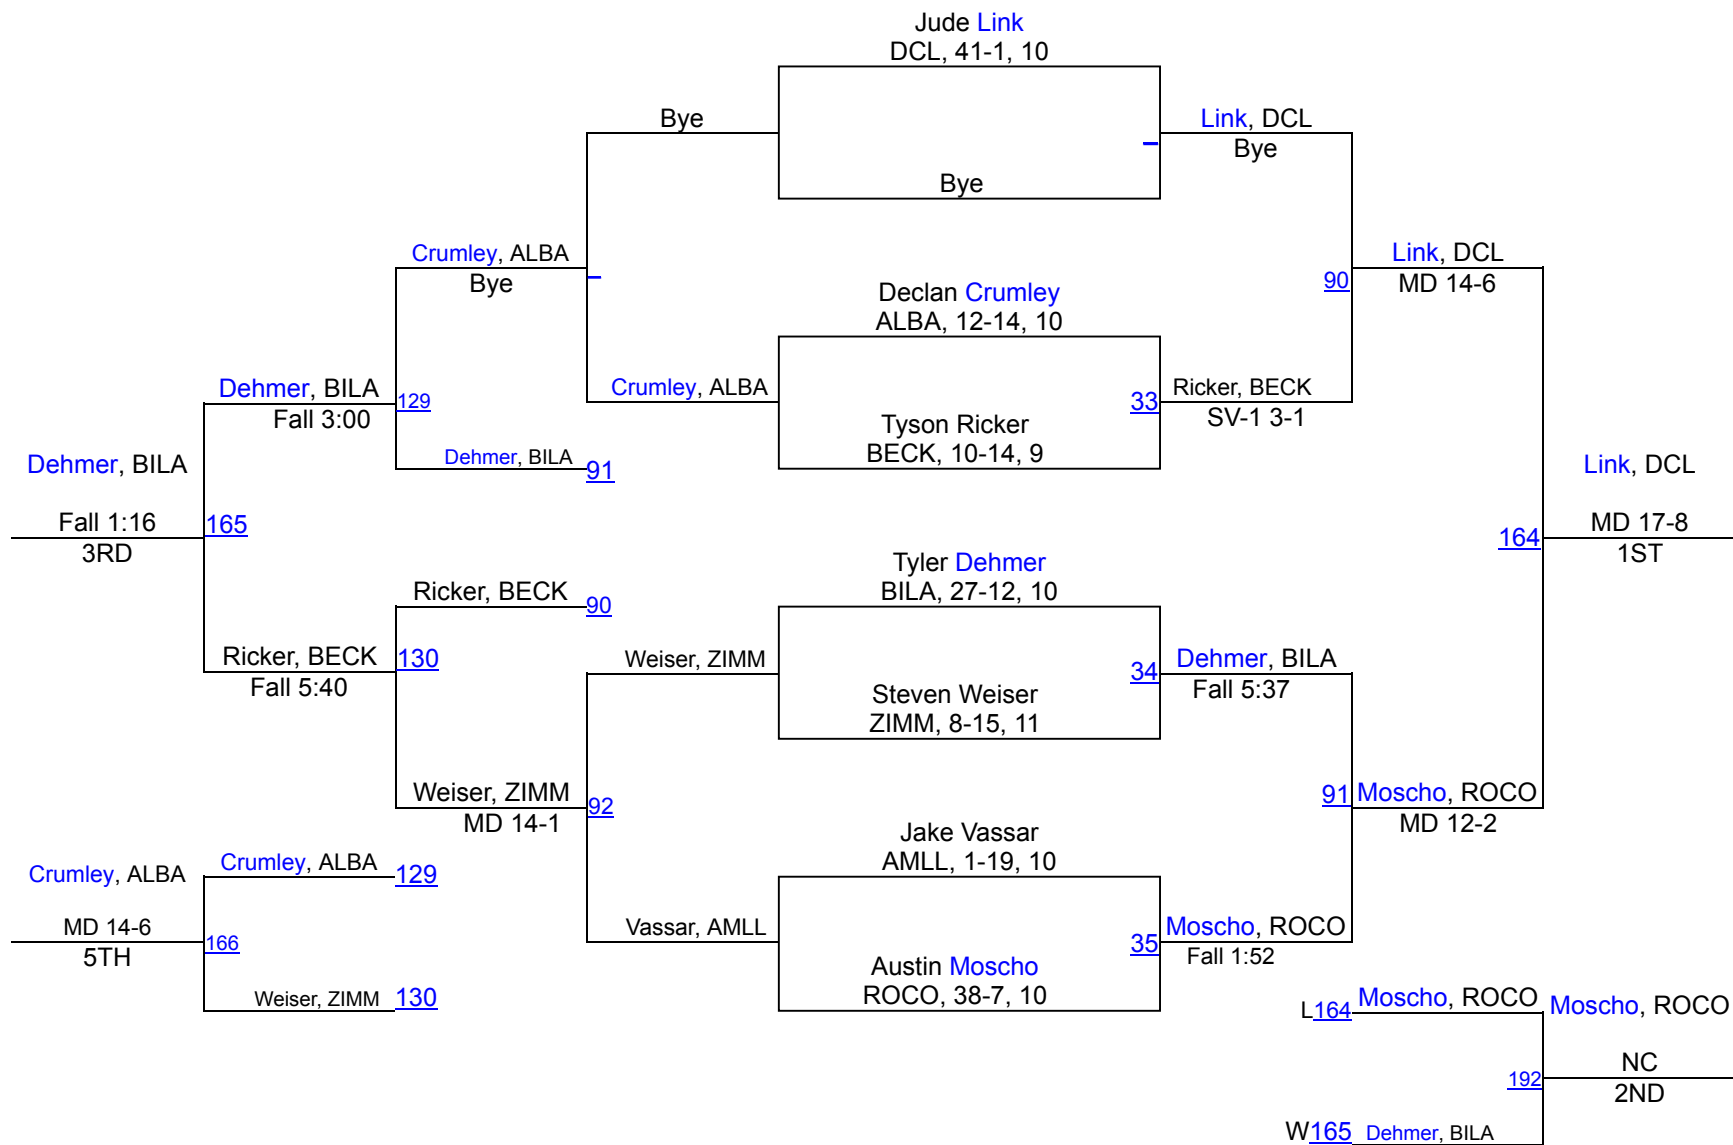 Jude Link
DCL, 41-1, 10
Bye
Link, DCL
Bye
Bye
Crumley, ALBA
Bye
Link, DCL
90
MD 14-6
Declan Crumley
ALBA, 12-14, 10
Dehmer, BILA
129
Fall 3:00
Crumley, ALBA
33
Ricker, BECK
SV-1 3-1
Tyson Ricker
BECK, 10-14, 9
Dehmer, BILA
Dehmer, BILA
91
Link, DCL
Fall 1:16
165
3RD
164
MD 17-8
1ST
Tyler Dehmer
BILA, 27-12, 10
Ricker, BECK
90
Ricker, BECK
130
Fall 5:40
Weiser, ZIMM
34
Dehmer, BILA
Fall 5:37
Steven Weiser
ZIMM, 8-15, 11
Weiser, ZIMM
92
MD 14-1
91
Moscho, ROCO
MD 12-2
Jake Vassar
AMLL, 1-19, 10
Crumley, ALBA
Crumley, ALBA
129
MD 14-6
166
5TH
Vassar, AMLL
35
Moscho, ROCO
Fall 1:52
Austin Moscho
ROCO, 38-7, 10
Weiser, ZIMM
130
L164
Moscho, ROCO
Moscho, ROCO
192
NC
2ND
W165
Dehmer, BILA